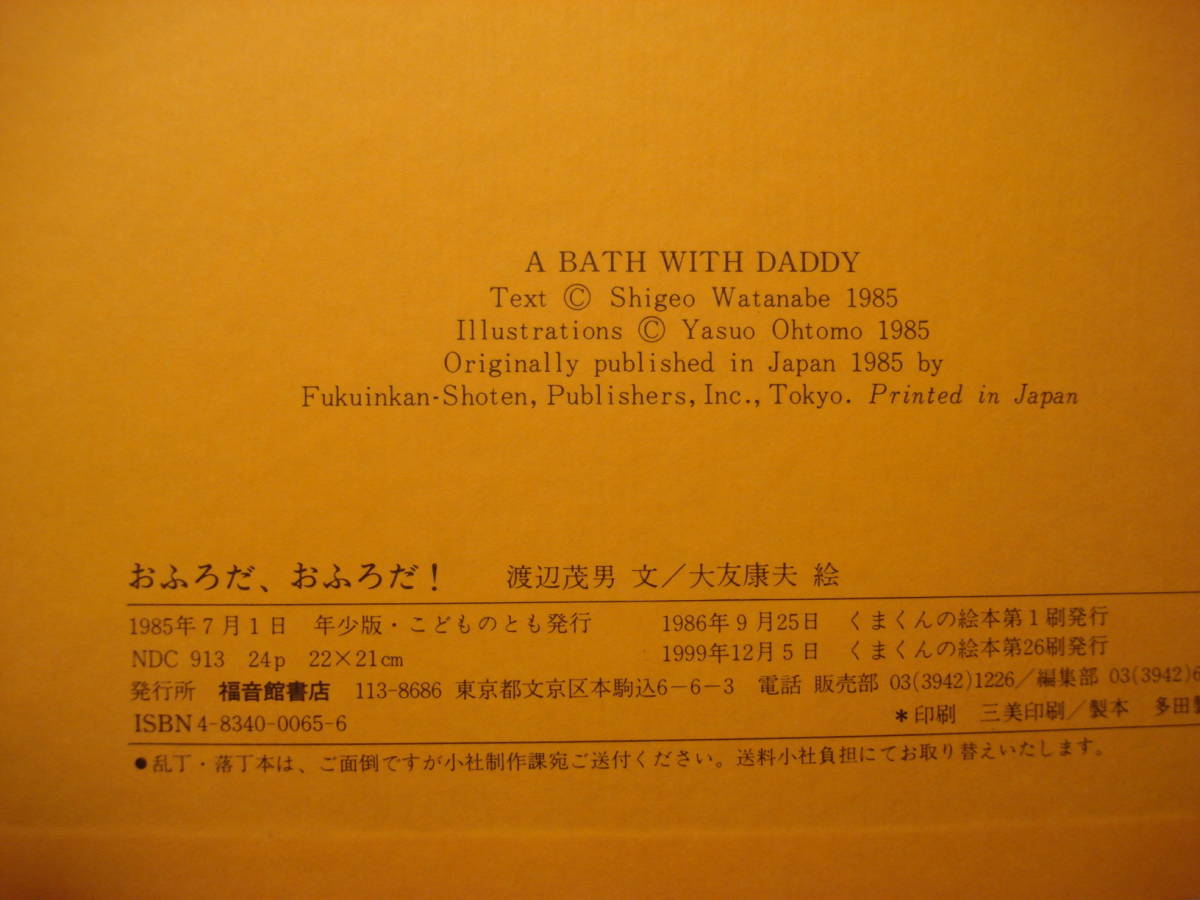 A BATH WITH DADDY
Text © Shigeo Watanabe 1985
Illustrations © Yasuo Ohtomo 1985
Originally published in Japan 1985 by
Fukuinkan-Shoten, Publishers, Inc., Tokyo. Printed in Japan
おふろだ、おふろだ！ 渡辺茂男 文／大友康夫 絵
1985年7月1日 年少版・こどものとも発行 1986年9月25日 くまくんの絵本第1刷発行
NDC 913 24p 22×21cm 1999年12月5日 くまくんの絵本第26刷発行
発行所 福音館書店 113-8686 東京都文京区本駒込6-6-3 電話 販売部 03(3942)1226／編集部 03(3942)6
ISBN4-8340-0065-6 ＊印刷 三美印刷／製本 多田
●乱丁・落丁本は、ご面倒ですが小社制作課宛ご送付ください。送料小社負担にてお取り替えいたします。